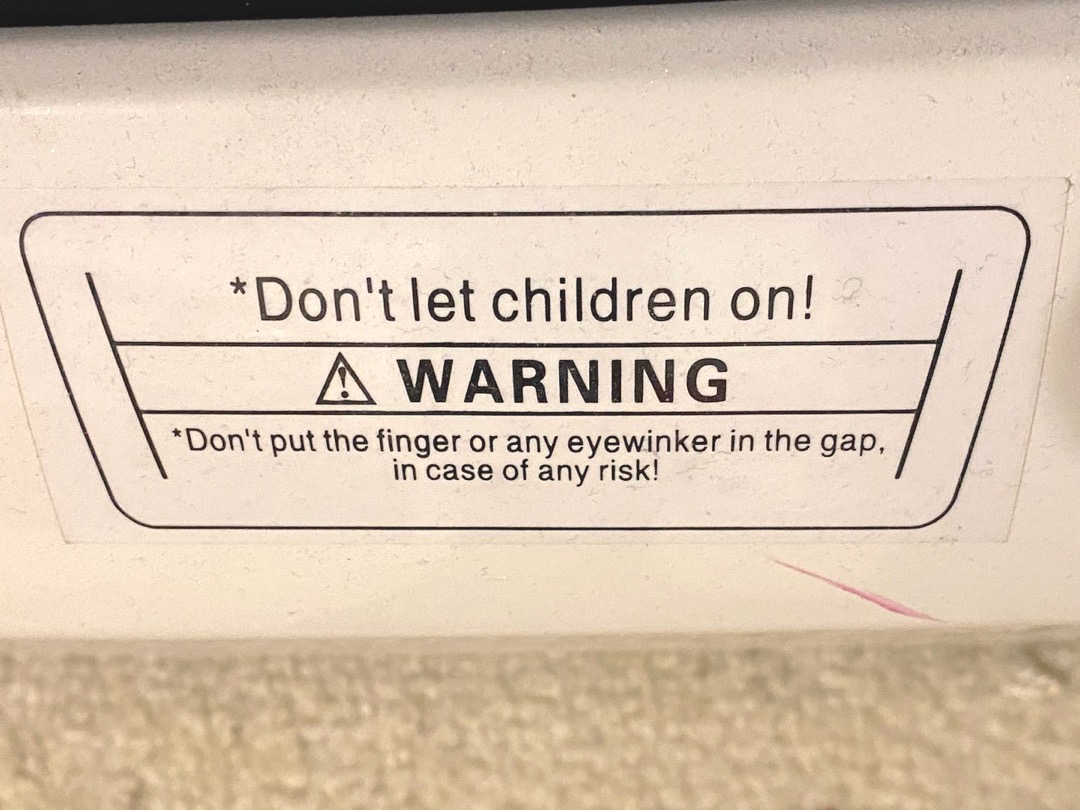 *Don't let children on!
⚠ WARNING
*Don't put the finger or any eyewinker in the gap,
in case of any risk!